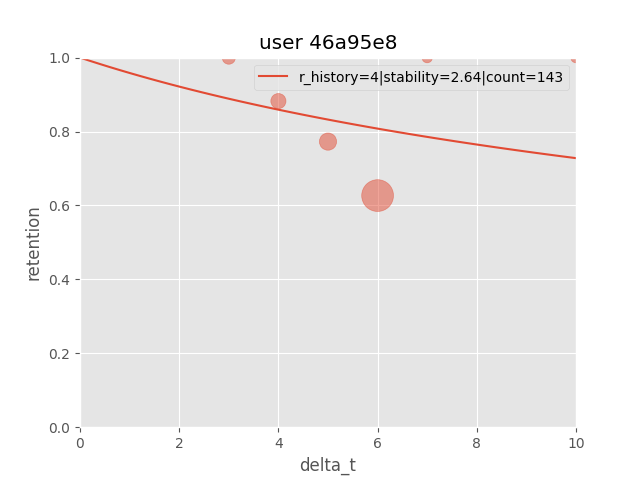 user 46a95e8
r_history=4|stability=2.64|count=143
1.0
0.8
0.6
0.4
0.2
0.0
retention
0 2 4 6 8 10
delta_t